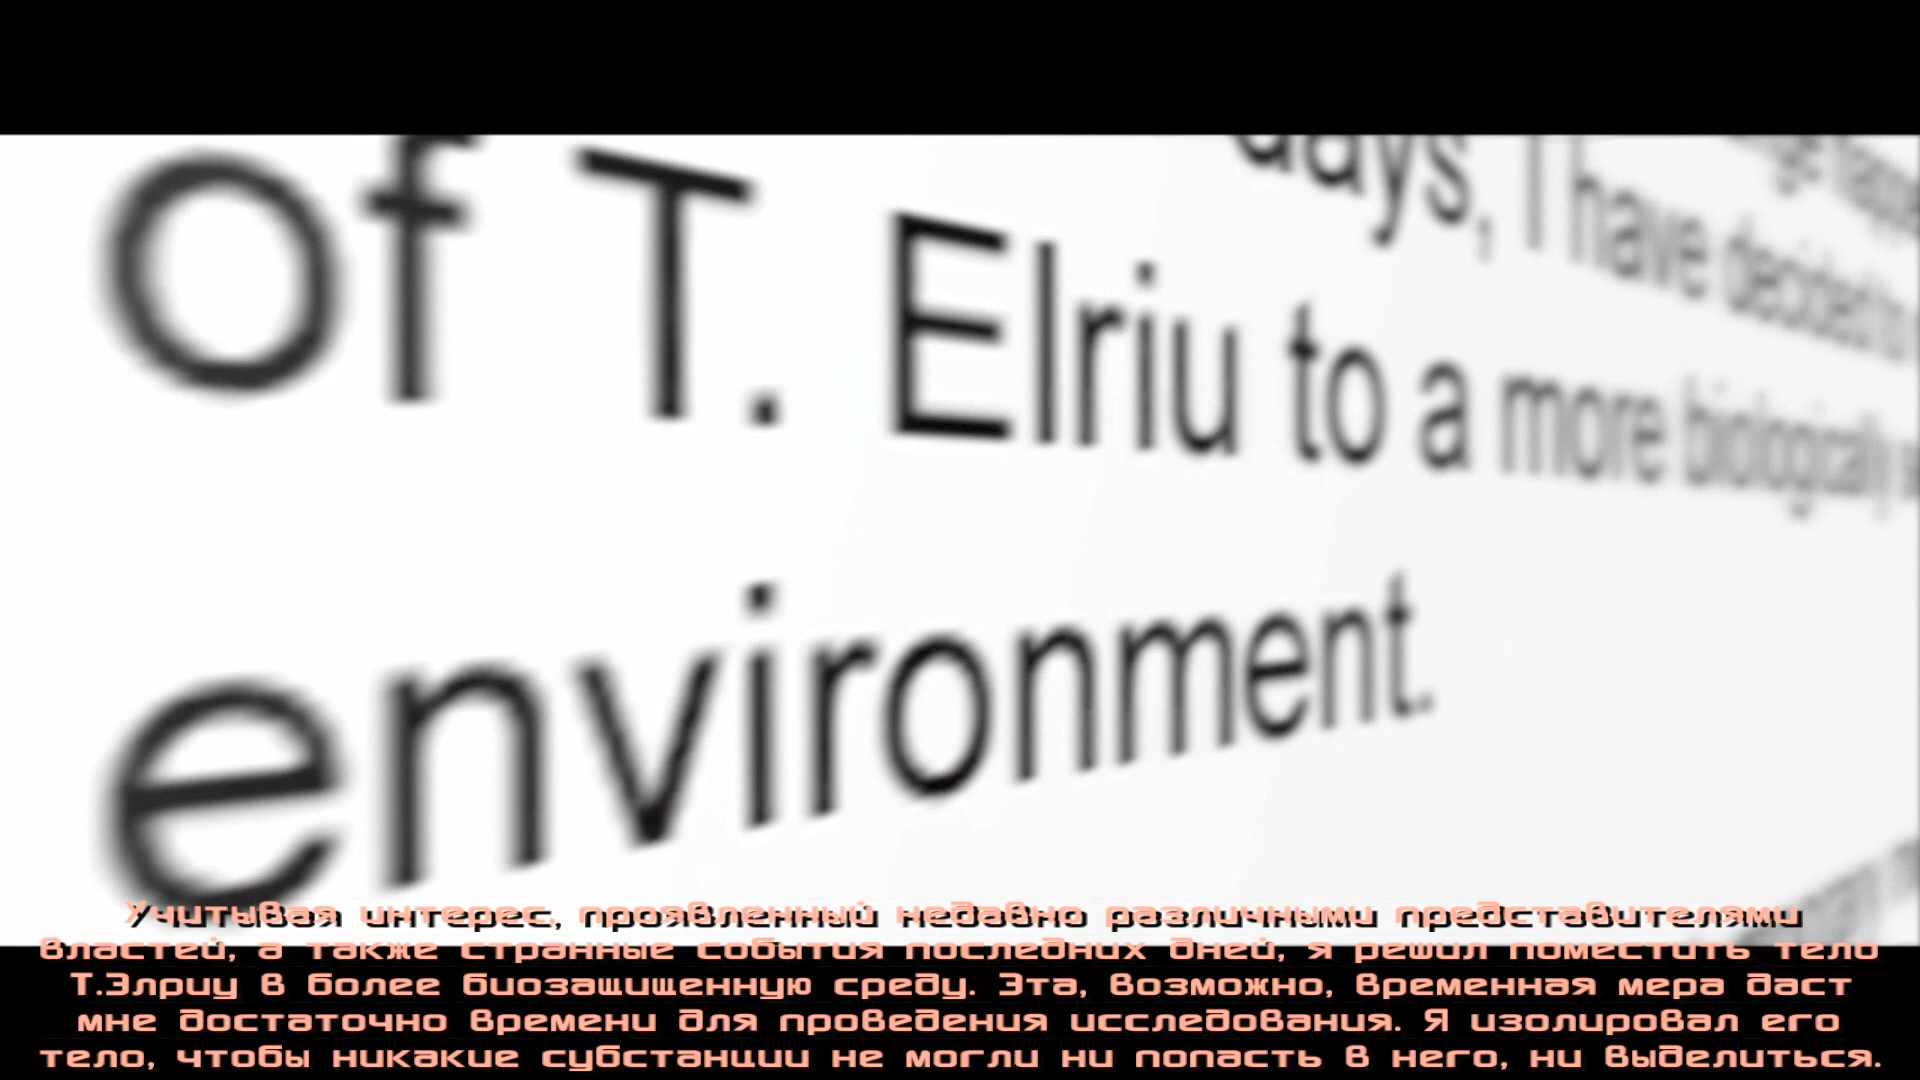 days, I have decided to
of T. Elriu to a more biologically
environment.
Учитывая интерес, проявленный недавно различными представителями
властей, а также странные события последних дней, я решил поместить тело
Т.Элриу в более биозащищенную среду. Эта, возможно, временная мера даст
мне достаточно времени для проведения исследования. Я изолировал его
тело, чтобы никакие субстанции не могли ни попасть в него, ни выделиться.